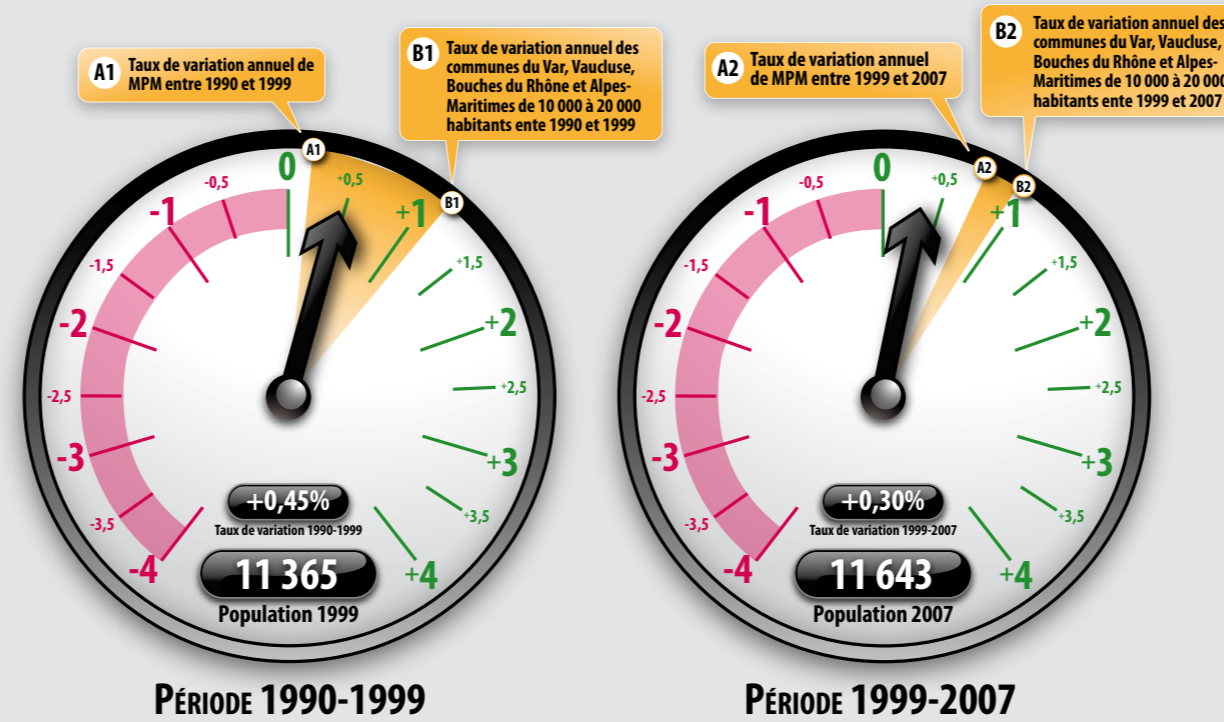 A1 Taux de variation annuel de
MPM entre 1990 et 1999
B1 Taux de variation annuel des
communes du Var, Vaucluse,
Bouches du Rhône et Alpes-
Maritimes de 10 000 à 20 000
habitants ente 1990 et 1999
A1
B1
0
+0,5
+1
+1,5
+2
+2,5
+3
+3,5
+4
-0,5
-1
-1,5
-2
-2,5
-3
-3,5
-4
+0,45%
Taux de variation 1990-1999
11 365
Population 1999
PÉRIODE 1990-1999
A2 Taux de variation annuel
de MPM entre 1999 et 2007
B2 Taux de variation annuel des
communes du Var, Vaucluse,
Bouches du Rhône et Alpes-
Maritimes de 10 000 à 20 000
habitants ente 1999 et 2007
A2
B2
0
+0,5
+1
+1,5
+2
+2,5
+3
+3,5
+4
-0,5
-1
-1,5
-2
-2,5
-3
-3,5
-4
+0,30%
Taux de variation 1999-2007
11 643
Population 2007
PÉRIODE 1999-2007